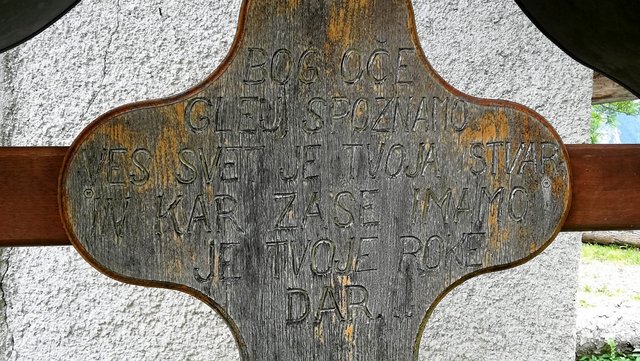 BOG OČE
GLEJ, SPOZNAMO
VES SVET JE TVOJA STVAR
IN KAR ZASE IMAMO
JE TVOJE ROKE
DAR...